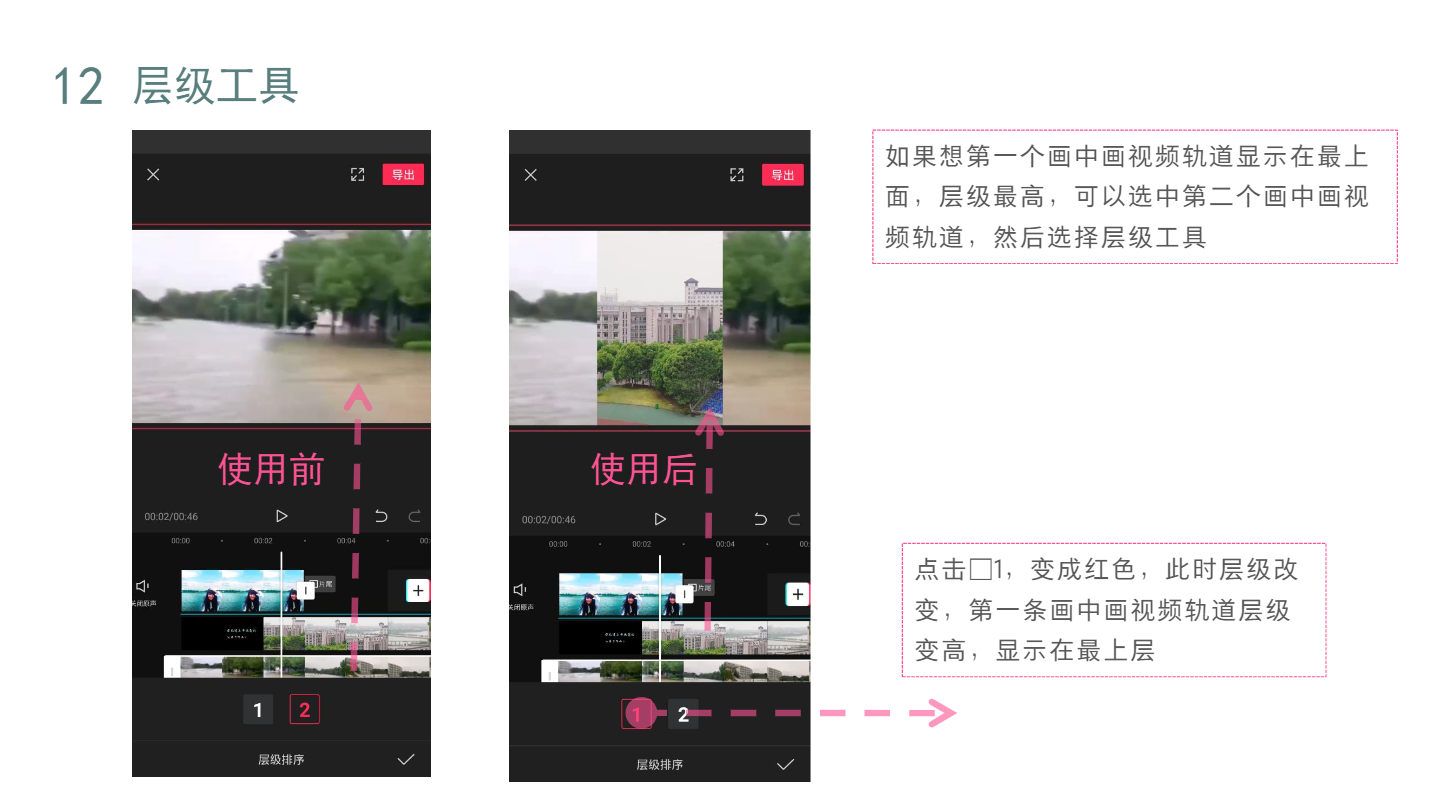 12 层级工具
导出
使用前
00:02/00:46
00:00
00:02
00:04
00:
关闭原声
片尾
1 2
层级排序
导出
使用后
00:02/00:46
00:00
00:02
00:04
00:
关闭原声
片尾
1 2
层级排序
如果想第一个画中画视频轨道显示在最上
面，层级最高，可以选中第二个画中画视
频轨道，然后选择层级工具
点击□1，变成红色，此时层级改
变，第一条画中画视频轨道层级
变高，显示在最上层